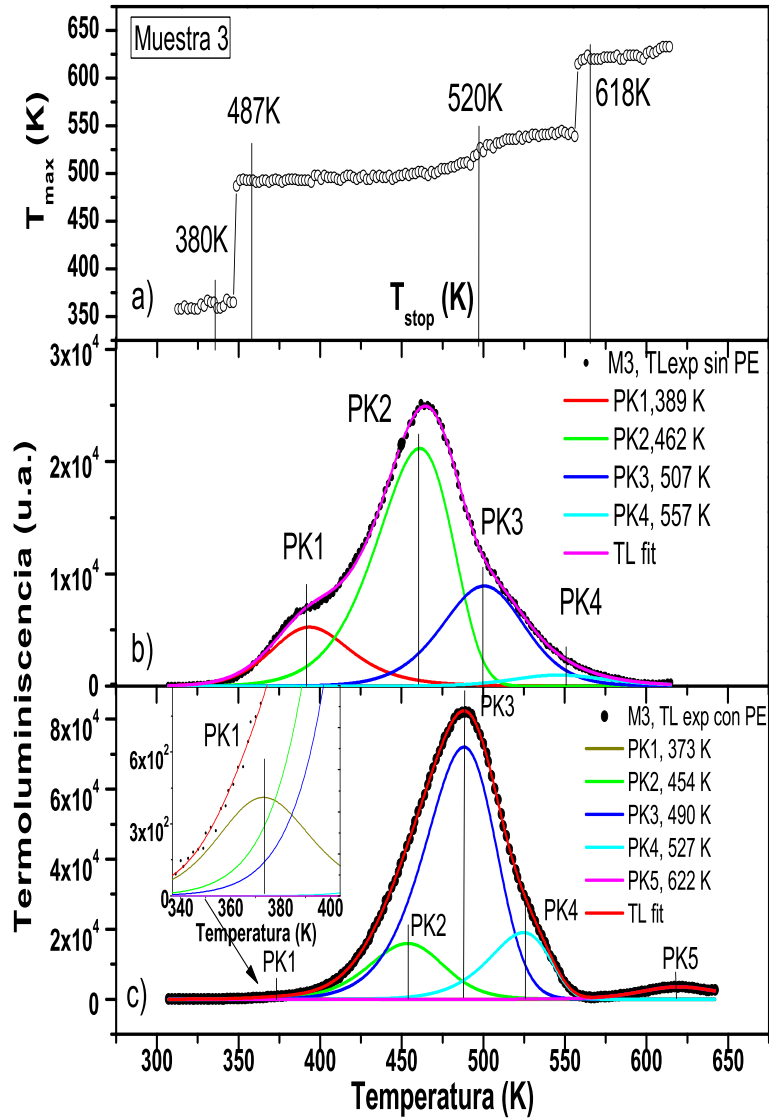 Muestra 3
T_max (K)
650
600
550
500
450
400
350
380K
487K
520K
618K
T_stop (K)
a)
3x10^4
2x10^4
1x10^4
0
PK1
PK2
PK3
PK4
M3, TLexp sin PE
PK1,389 K
PK2,462 K
PK3, 507 K
PK4, 557 K
TL fit
b)
Termoluminiscencia (u.a.)
8x10^4
6x10^4
4x10^4
2x10^4
0
PK1
6x10^2
3x10^2
0
340 360 380 400
Temperatura (K)
PK1
PK2
PK3
PK4
PK5
M3, TL exp con PE
PK1, 373 K
PK2, 454 K
PK3, 490 K
PK4, 527 K
PK5, 622 K
TL fit
c)
300 350 400 450 500 550 600 650
Temperatura (K)